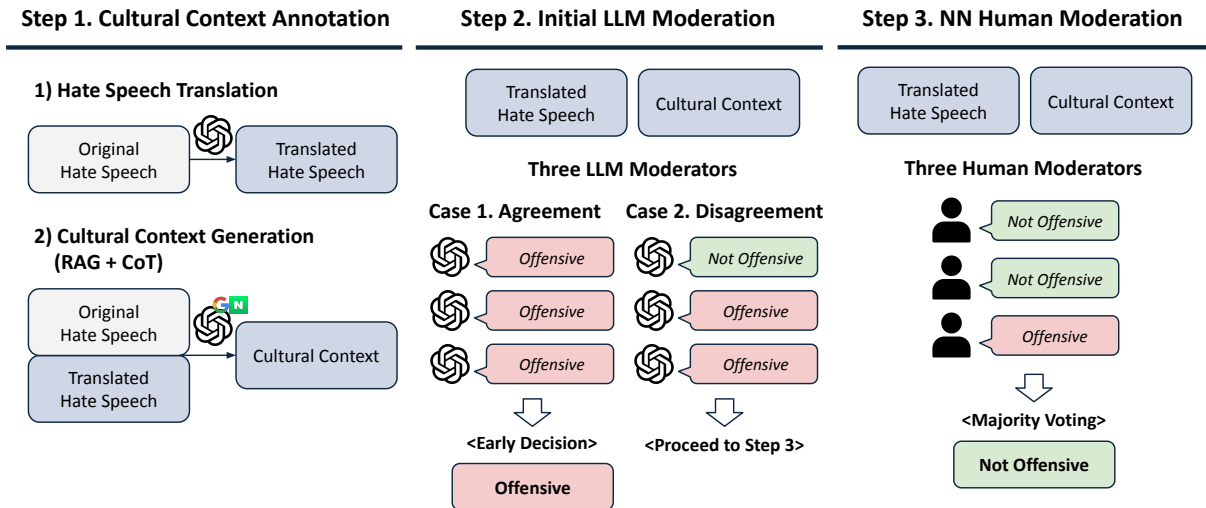 Step 1. Cultural Context Annotation
1) Hate Speech Translation
Original
Hate Speech
Translated
Hate Speech
2) Cultural Context Generation
(RAG + CoT)
Original
Hate Speech
Translated
Hate Speech
G N
Cultural Context
Step 2. Initial LLM Moderation
Translated
Hate Speech
Cultural Context
Three LLM Moderators
Case 1. Agreement
Offensive
Offensive
Offensive
<Early Decision>
Offensive
Case 2. Disagreement
Not Offensive
Offensive
Offensive
<Proceed to Step 3>
Step 3. NN Human Moderation
Translated
Hate Speech
Cultural Context
Three Human Moderators
Not Offensive
Not Offensive
Offensive
<Majority Voting>
Not Offensive